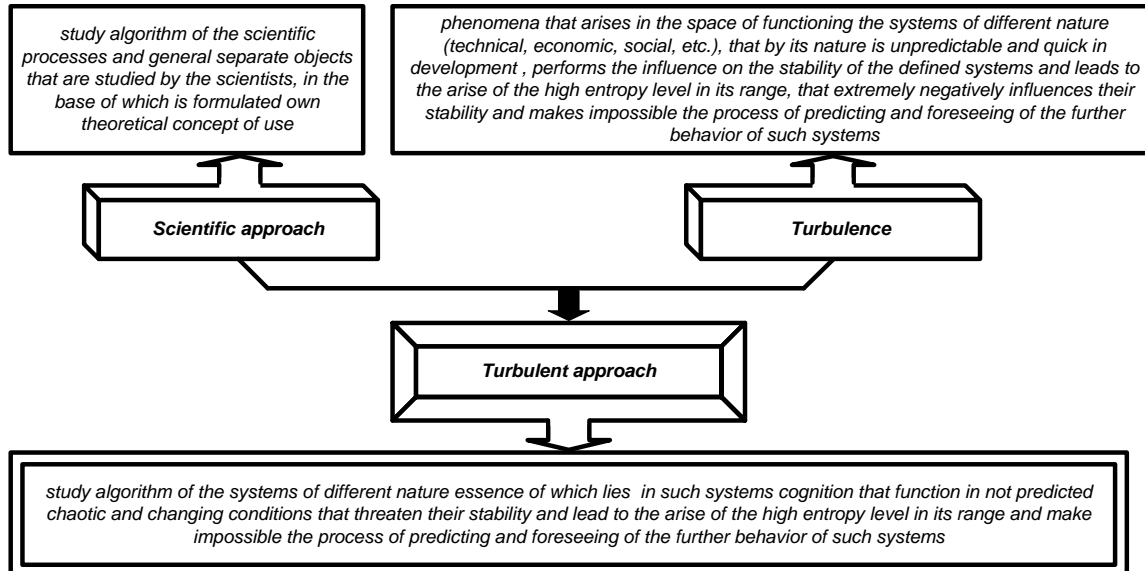 study algorithm of the scientific
processes and general separate objects
that are studied by the scientists, in the
base of which is formulated own
theoretical concept of use
phenomena that arises in the space of functioning the systems of different nature
(technical, economic, social, etc.), that by its nature is unpredictable and quick in
development , performs the influence on the stability of the defined systems and leads to
the arise of the high entropy level in its range, that extremely negatively influences their
stability and makes impossible the process of predicting and foreseeing of the further
behavior of such systems
Scientific approach
Turbulence
Turbulent approach
study algorithm of the systems of different nature essence of which lies in such systems cognition that function in not predicted
chaotic and changing conditions that threaten their stability and lead to the arise of the high entropy level in its range and make
impossible the process of predicting and foreseeing of the further behavior of such systems